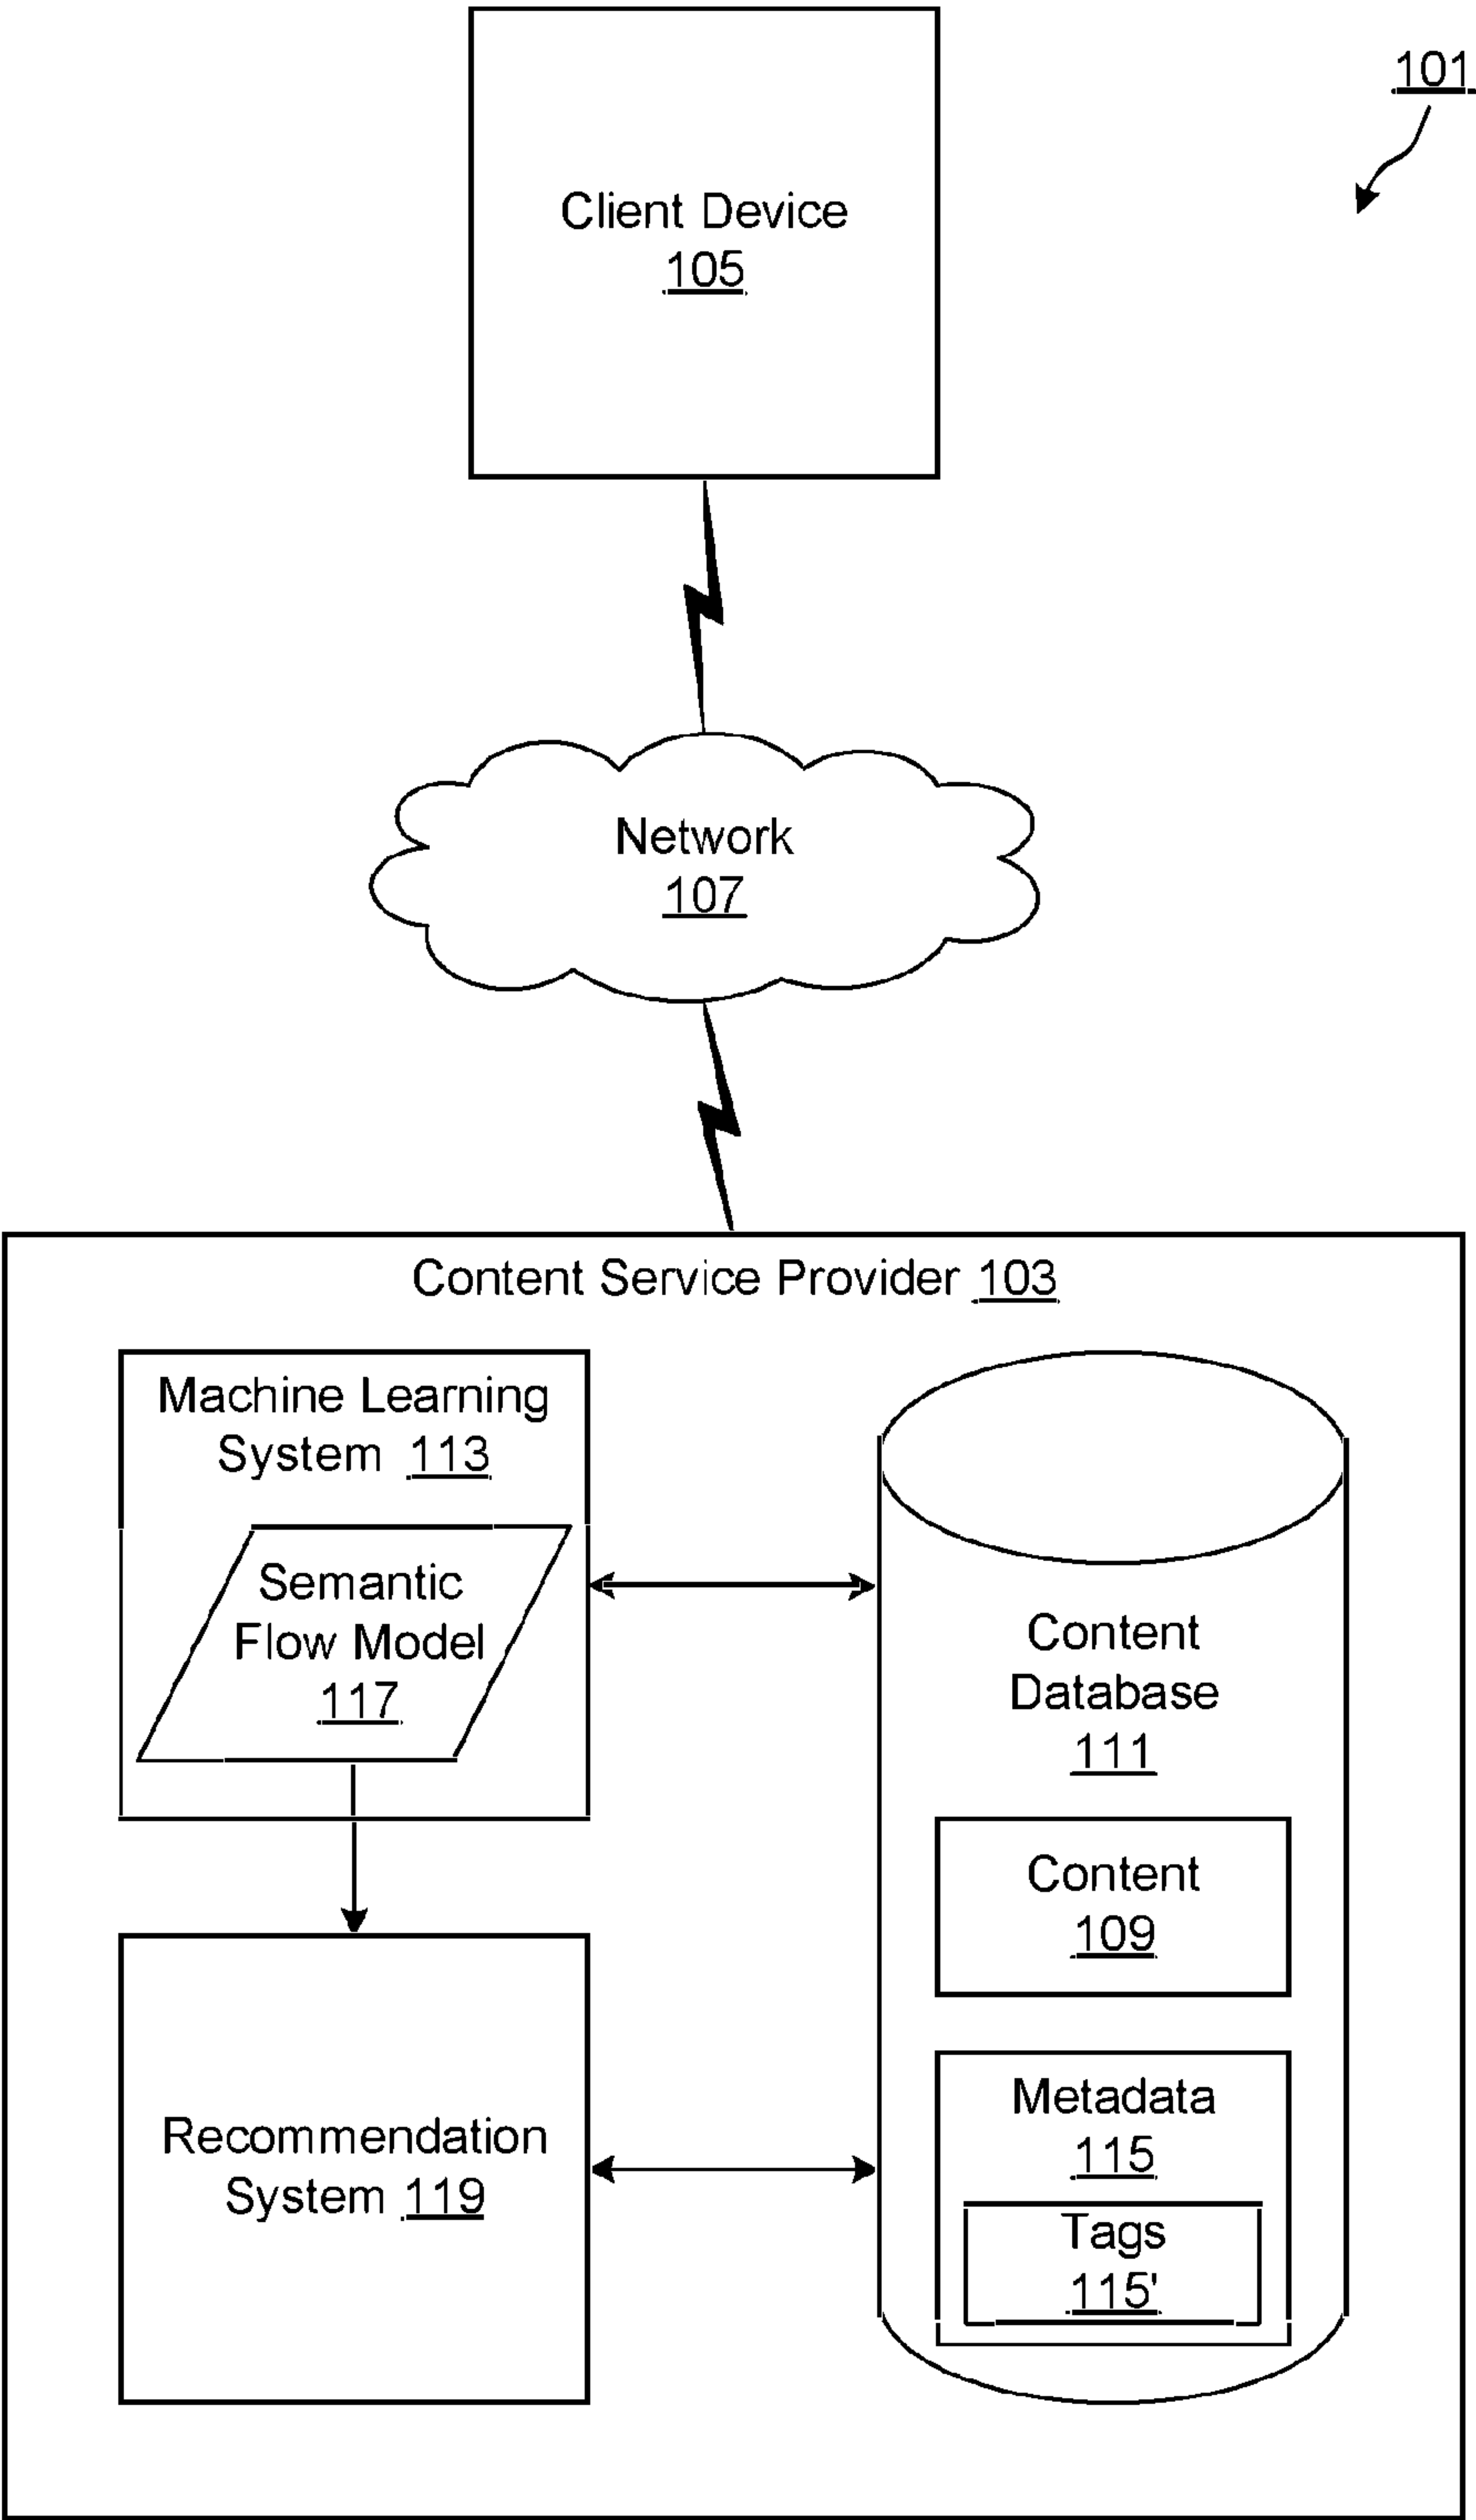 101
Client Device
105
Network
107
Content Service Provider 103
Machine Learning
System 113
Semantic
Flow Model
117
Content
Database
111
Content
109
Recommendation
System 119
Metadata
115
Tags
115'